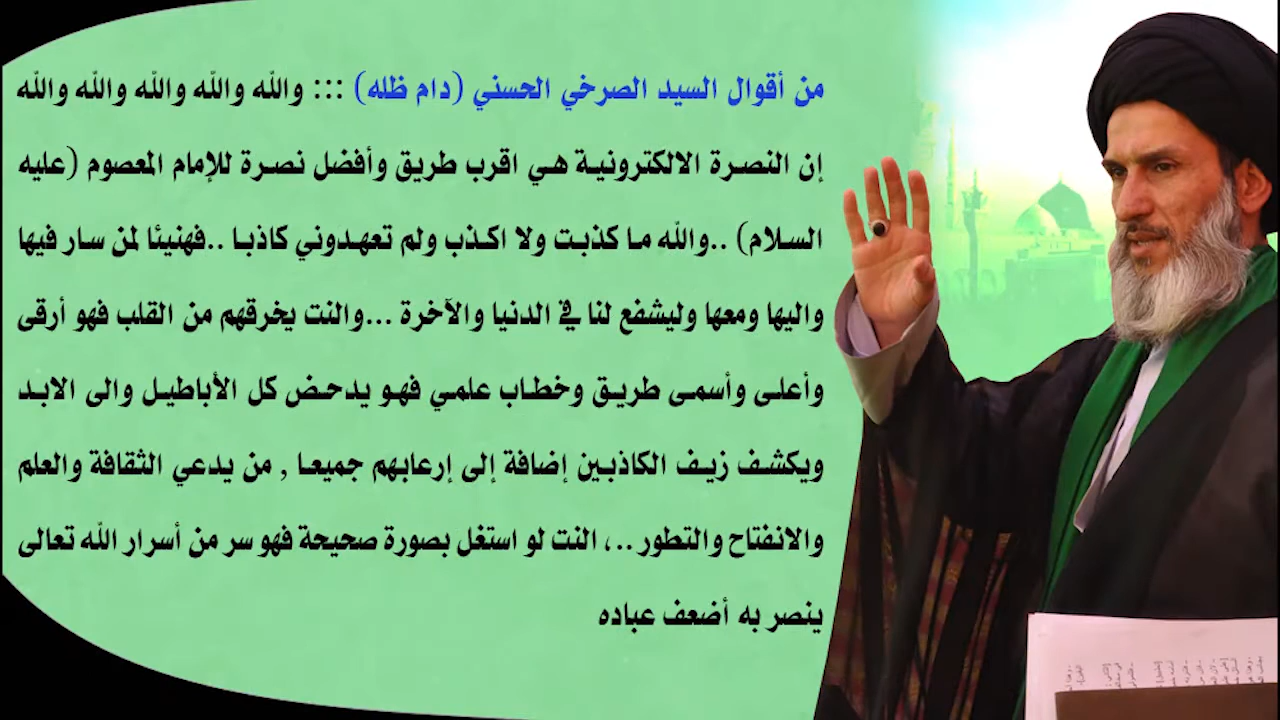 من أقوال السيد الصرخي الحسني (دام ظله) ::: والله والله والله والله والله
إن النصرة الالكترونية هي اقرب طريق وأفضل نصرة للإمام المعصوم (عليه
السلام) ..والله ما كذبت ولا اكذب ولم تعهدوني كاذبا ..فهنيئا لمن سار فيها
واليها ومعها وليشفع لنا في الدنيا والآخرة ...والنت يخرقهم من القلب فهو أرقى
وأعلى وأسمى طريق وخطاب علمي فهو يدحض كل الأباطيل والى الابد
ويكشف زيف الكاذبين إضافة إلى إرعابهم جميعا , من يدعي الثقافة والعلم
والانفتاح والتطور ..، النت لو استغل بصورة صحيحة فهو سر من أسرار الله تعالى
ينصر به أضعف عباده